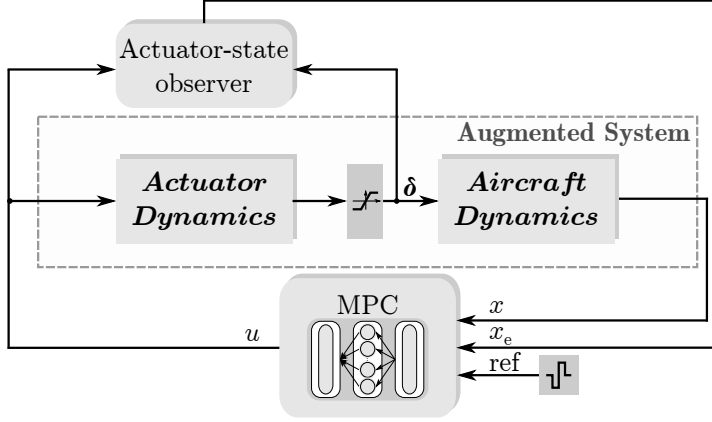 Actuator-state
observer
Augmented System
Actuator
Dynamics
δ
Aircraft
Dynamics
MPC
u
x
xₑ
ref